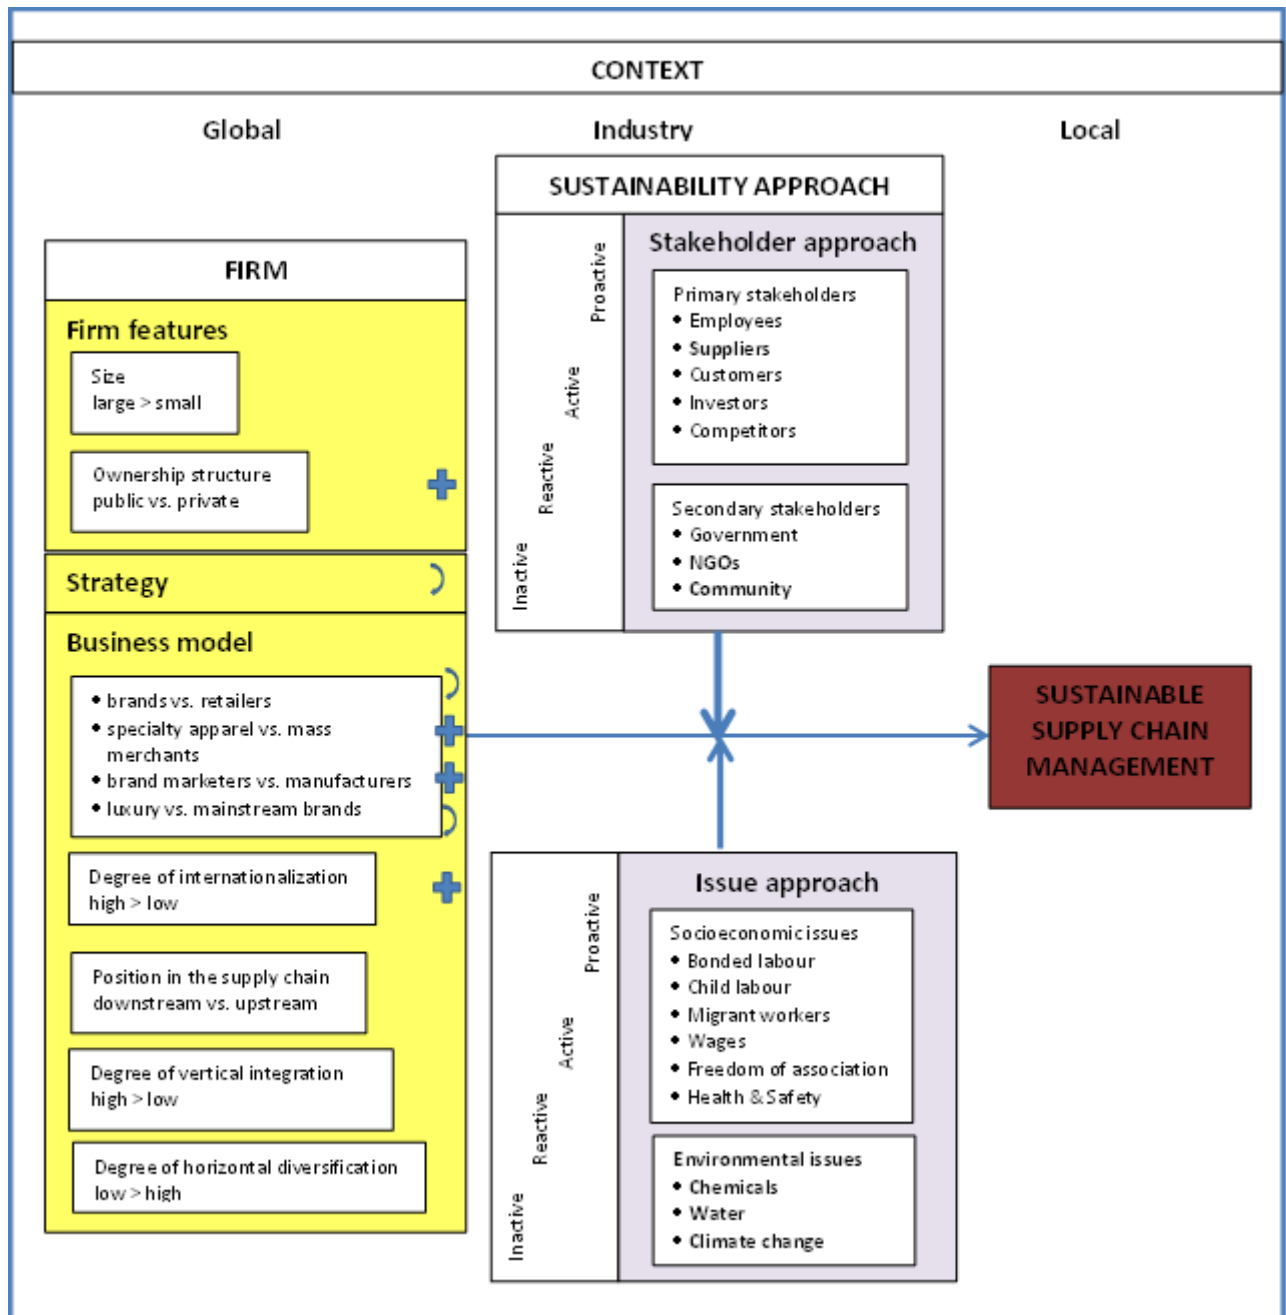 CONTEXT
Global
Industry
Local
FIRM
Firm features
Size
large > small
Ownership structure
public vs. private
Strategy
Business model
• brands vs. retailers
• specialty apparel vs. mass
merchants
• brand marketers vs. manufacturers
• luxury vs. mainstream brands
Degree of internationalization
high > low
Position in the supply chain
downstream vs. upstream
Degree of vertical integration
high > low
Degree of horizontal diversification
low > high
SUSTAINABILITY APPROACH
Inactive
Reactive
Active
Proactive
Stakeholder approach
Primary stakeholders
• Employees
• Suppliers
• Customers
• Investors
• Competitors
Secondary stakeholders
• Government
• NGOs
• Community
Inactive
Reactive
Active
Proactive
Issue approach
Socioeconomic issues
• Bonded labour
• Child labour
• Migrant workers
• Wages
• Freedom of association
• Health & Safety
Environmental issues
• Chemicals
• Water
• Climate change
SUSTAINABLE
SUPPLY CHAIN
MANAGEMENT